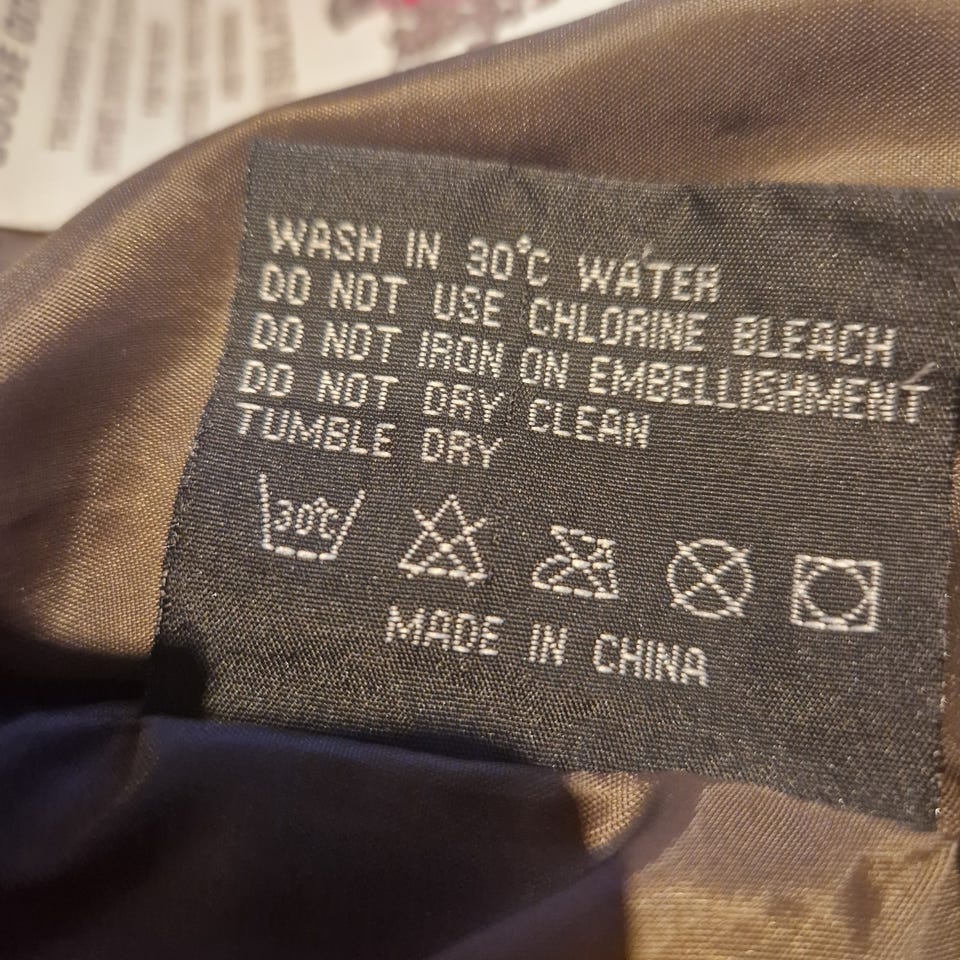 WASH IN 30°C WATER
DO NOT USE CHLORINE BLEACH
DO NOT IRON ON EMBELLISHMENT
DO NOT DRY CLEAN
TUMBLE DRY
30°C
MADE IN CHINA